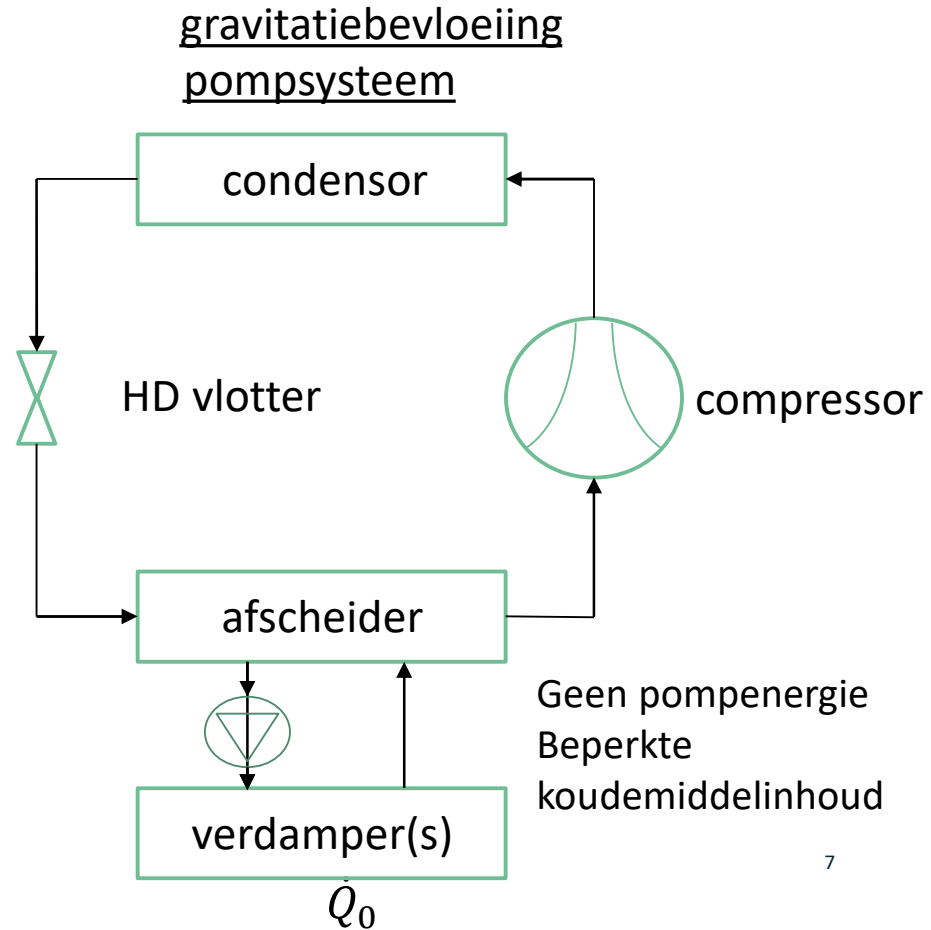 gravitatiebevloeiing
pompsysteem
condensor
HD vlotter
compressor
afscheider
Geen pompenergie
Beperkte
koudemiddelinhoud
verdamper(s)
7
Q̇₀